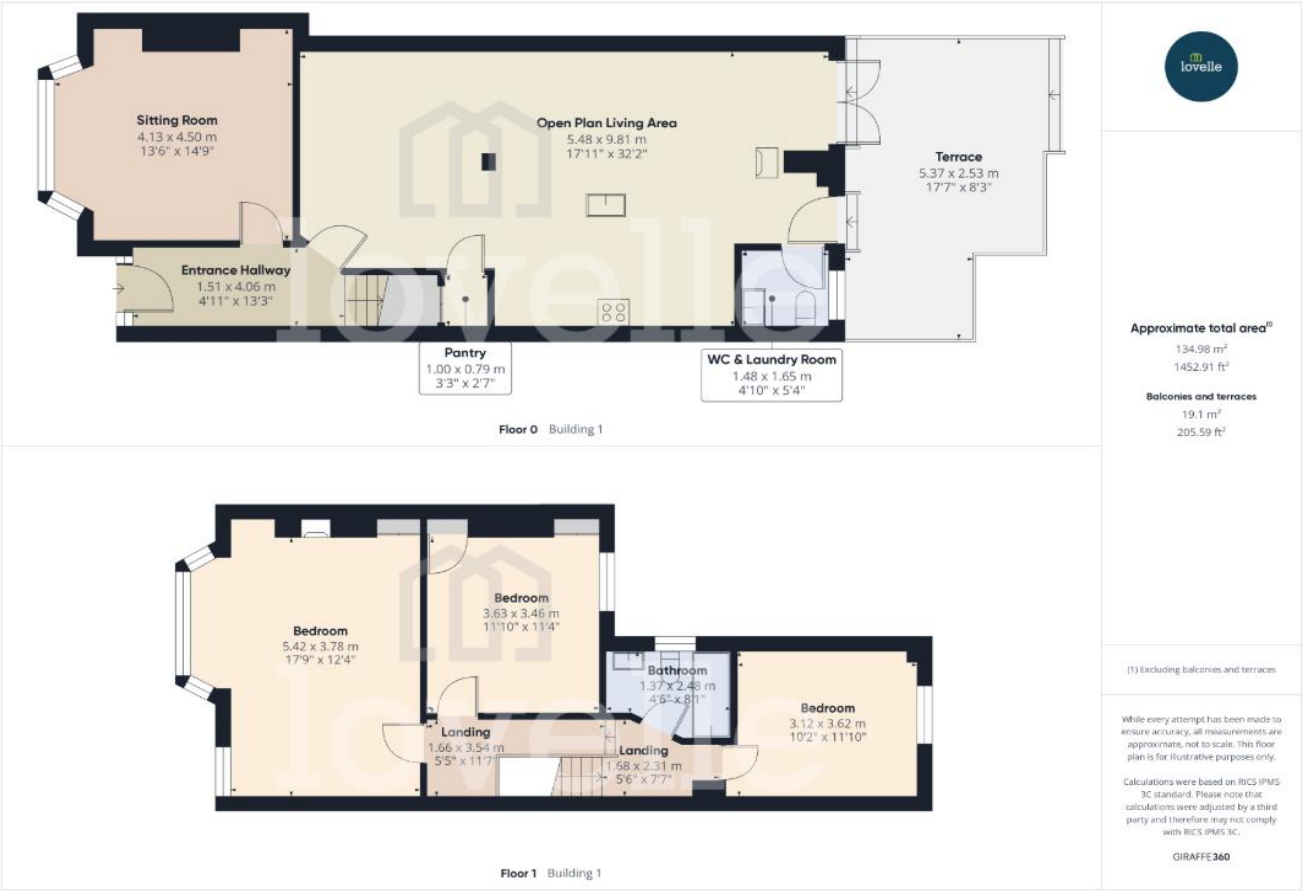 Sitting Room
4.13 x 4.50 m
13'6" x 14'9"
Open Plan Living Area
5.48 x 9.81 m
17'11" x 32'2"
Terrace
5.37 x 2.53 m
17'7" x 8'3"
Entrance Hallway
1.51 x 4.06 m
4'11" x 13'3"
lovelle
Pantry
1.00 x 0.79 m
3'3" x 2'7"
WC & Laundry Room
1.48 x 1.65 m
4'10" x 5'4"
Floor 0 Building 1
Bedroom
5.42 x 3.78 m
17'9" x 12'4"
Bedroom
3.63 x 3.46 m
11'10" x 11'4"
Bathroom
1.37 x 2.48 m
4'6" x 8'1"
Bedroom
3.12 x 3.62 m
10'2" x 11'10"
Landing
1.66 x 3.54 m
5'5" x 11'7"
Landing
1.68 x 2.31 m
5'6" x 7'7"
lovelle
Floor 1 Building 1
lovelle
Approximate total area(1)
134.98 m²
1452.91 ft²
Balconies and terraces
19.1 m²
205.59 ft²
(1) Excluding balconies and terraces
While every attempt has been made to
ensure accuracy, all measurements are
approximate, not to scale. This floor
plan is for illustrative purposes only.
Calculations were based on RICS IPMS
3C standard. Please note that
calculations were adjusted by a third
party and therefore may not comply
with RICS IPMS 3C.
GIRAFFE360